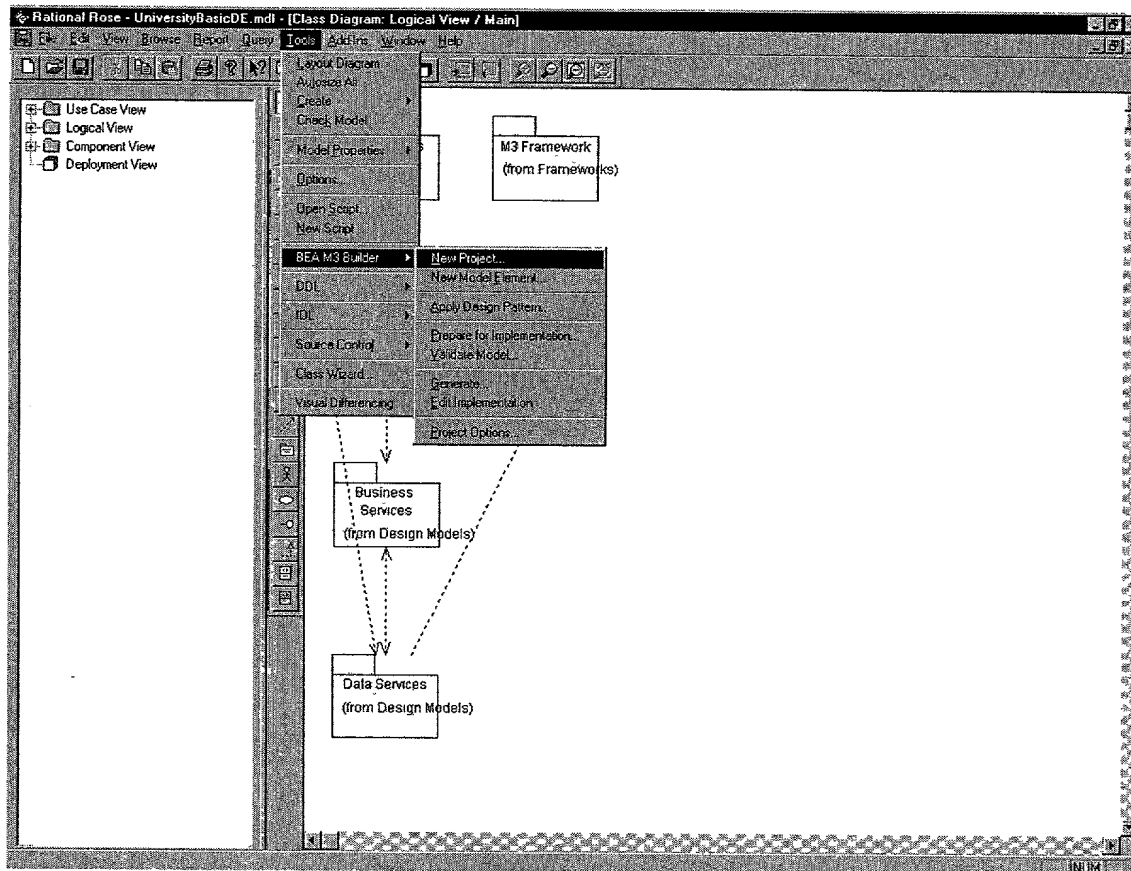 Rational Rose - UniversityBasicDE.mdl - [Class Diagram: Logical View / Main]
File Edit View Browse Report Query Tools Add-Ins Window Help
Layout Diagram
Autosize All
Create
Check Model
Model Properties
Options...
Open Script...
New Script
BEA M3 Builder
DDL
IDL
Source Control
Class Wizard...
Visual Differencing
New Project...
New Model Element...
Apply Design Pattern...
Prepare for Implementation...
Validate Model...
Generate...
Edit Implementation
Project Options...
Use Case View
Logical View
Component View
Deployment View
s
M3 Framework
(from Frameworks)
Business
Services
(from Design Models)
Data Services
(from Design Models)
NUM